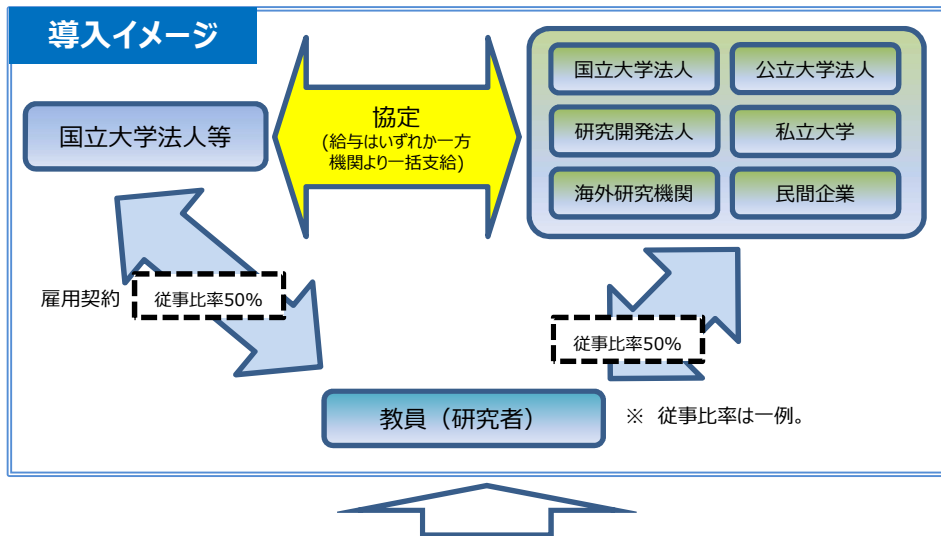 導入イメージ
国立大学法人等
協定
(給与はいずれか一方
機関より一括支給)
国立大学法人
公立大学法人
研究開発法人
私立大学
海外研究機関
民間企業
雇用契約
従事比率50%
従事比率50%
教員（研究者）
※ 従事比率は一例。